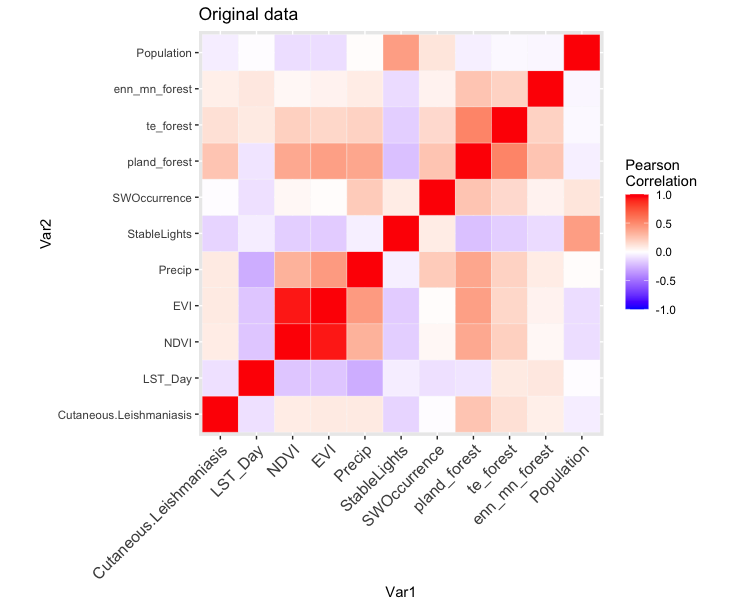 Original data
Population
enn_mn_forest
te_forest
pland_forest
SWOccurrence
StableLights
Precip
EVI
NDVI
LST_Day
Cutaneous.Leishmaniasis
Var2
Cutaneous.Leishmaniasis
LST_Day
NDVI
EVI
Precip
StableLights
SWOccurrence
pland_forest
te_forest
enn_mn_forest
Population
Var1
Pearson
Correlation
1.0
0.5
0.0
-0.5
-1.0